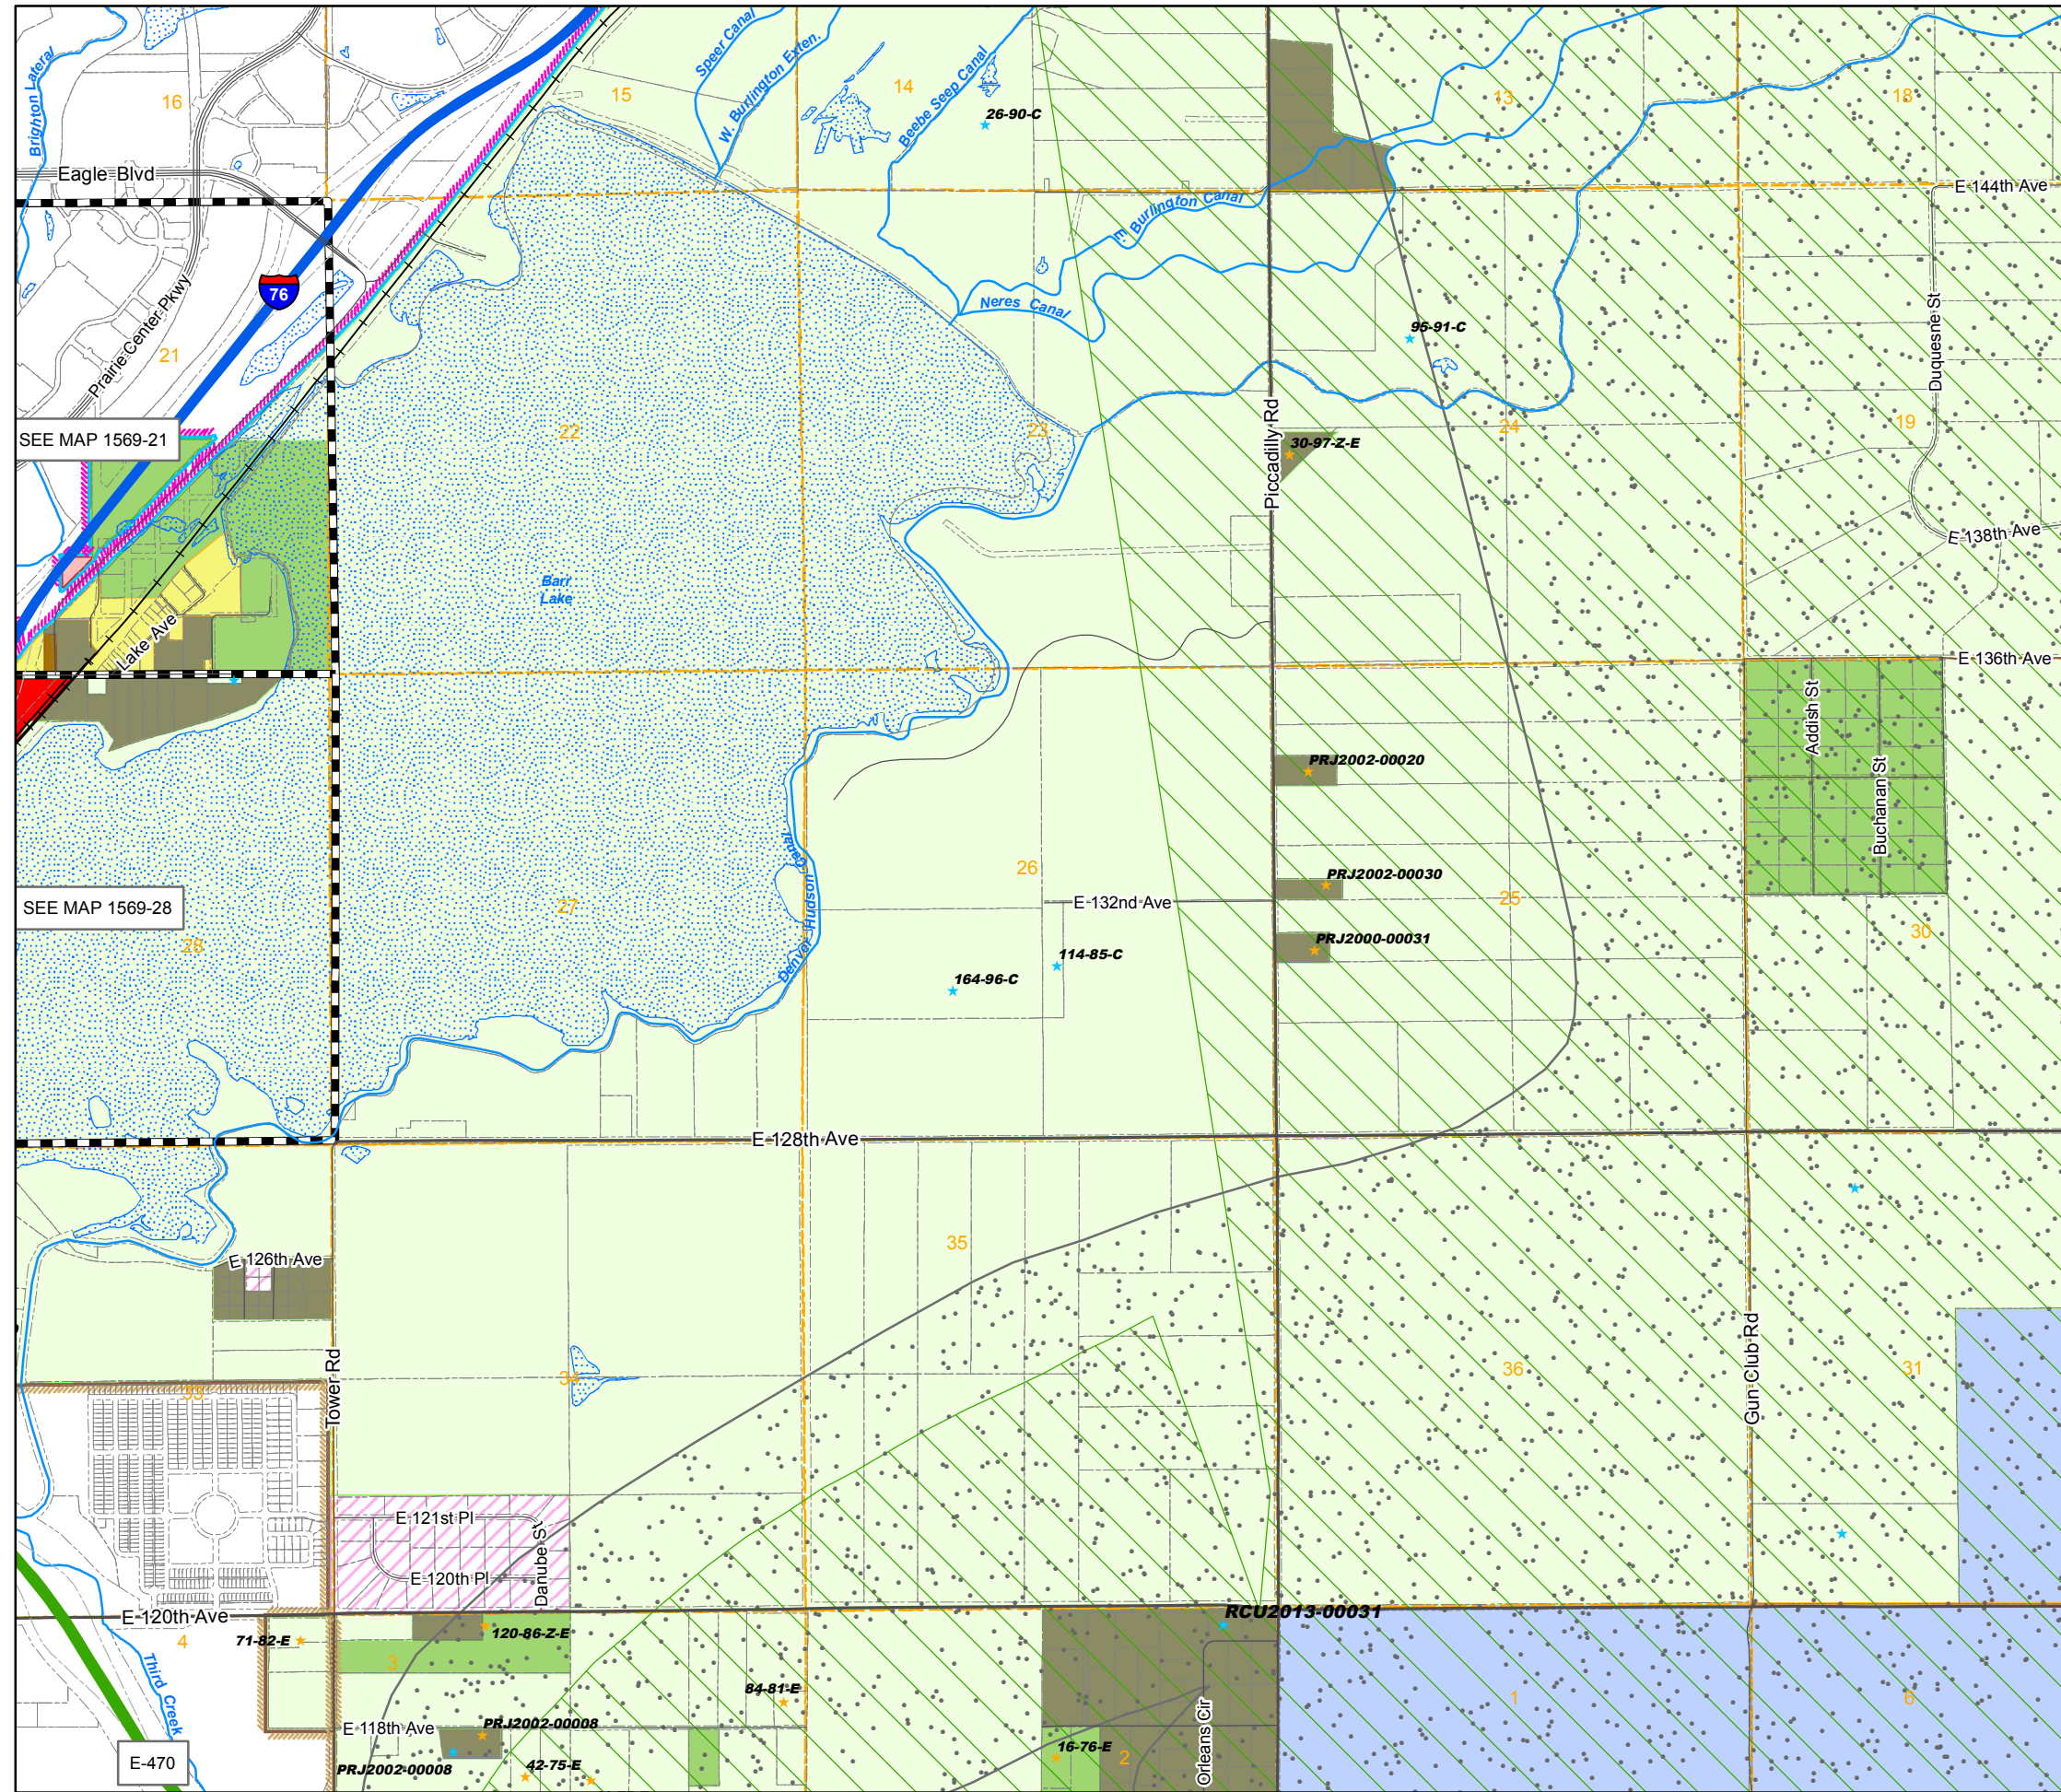 Brighton Lateral
16
Speer Canal
W. Burlington Exten.
15
14
Beebe Seep Canal
26-90-C
13
18
Eagle Blvd
E 144th Ave
E. Burlington Canal
76
Neres Canal
95-91-C
Prairie Center Pkwy
21
Duquesne St
SEE MAP 1569-21
22
23
Piccadilly Rd
30-97-Z-E
24
19
E 138th Ave
Barr
Lake
Lake Ave
E 136th Ave
Addish St
PRJ2002-00020
Buchanan St
26
PRJ2002-00030
25
SEE MAP 1569-28
27
E 132nd Ave
Denver Hudson Canal
28
PRJ2000-00031
30
114-85-C
164-96-C
E 128th Ave
E 126th Ave
35
34
36
31
33
Tower Rd
Gun Club Rd
E 121st Pl
Danube St
E 120th Pl
E 120th Ave
RCU2013-00031
4
71-82-E
120-86-Z-E
3
Third Creek
84-81-E
1
6
E 118th Ave
PRJ2002-00008
Orleans Cir
16-76-E
2
E-470
PRJ2002-00008
42-75-E